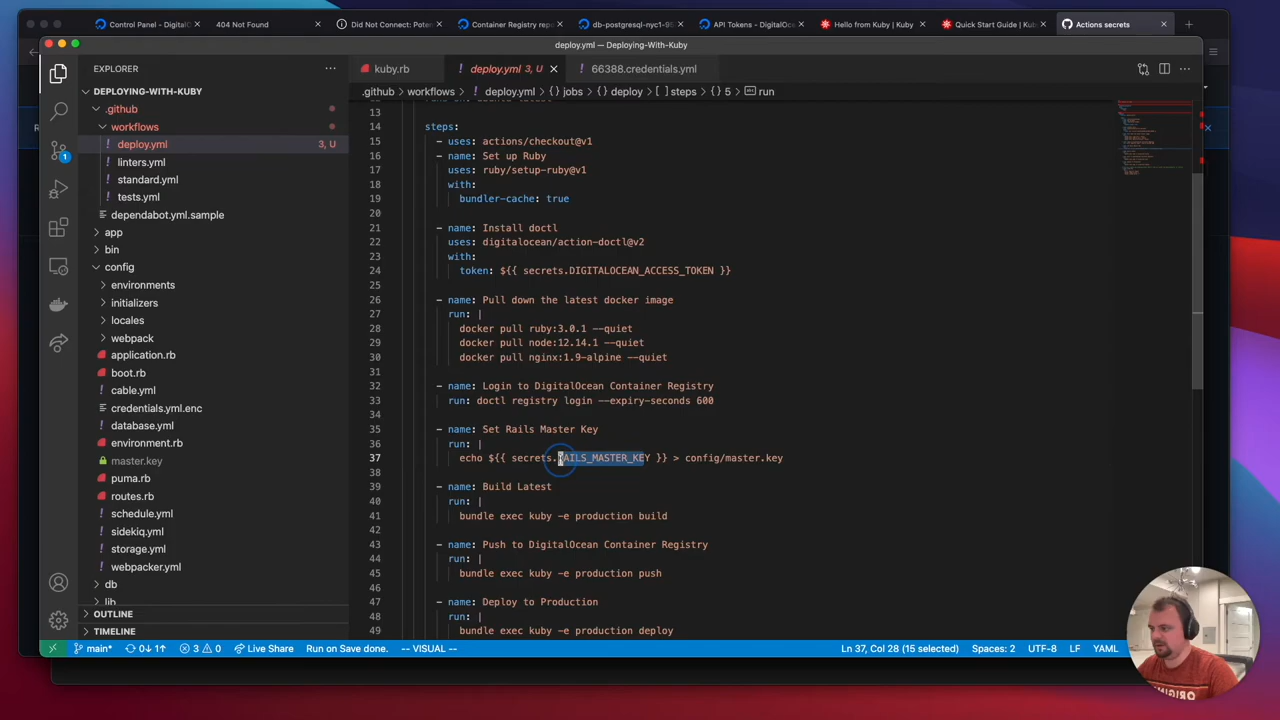 Control Panel - DigitalO
404 Not Found
Did Not Connect: Poten
Container Registry repo
db-postgresql-nyc1-99
API Tokens - DigitalOce
Hello from Kuby | Kuby
Quick Start Guide | Kub
Actions secrets
deploy.yml — Deploying-With-Kuby
EXPLORER
DEPLOYING-WITH-KUBY
.github
workflows
deploy.yml 3, U
linters.yml
standard.yml
tests.yml
dependabot.yml.sample
app
bin
config
environments
initializers
locales
webpack
application.rb
boot.rb
cable.yml
credentials.yml.enc
database.yml
environment.rb
master.key
puma.rb
routes.rb
schedule.yml
sidekiq.yml
storage.yml
webpacker.yml
db
lib
OUTLINE
TIMELINE
kuby.rb
deploy.yml 3, U
66388.credentials.yml
.github > workflows > deploy.yml > {} jobs > {} deploy > [ ] steps > {} 5 > run
13
14 steps:
15 - uses: actions/checkout@v1
16 - name: Set up Ruby
17 uses: ruby/setup-ruby@v1
18 with:
19 bundler-cache: true
20
21 - name: Install doctl
22 uses: digitalocean/action-doctl@v2
23 with:
24 token: ${{ secrets.DIGITALOCEAN_ACCESS_TOKEN }}
25
26 - name: Pull down the latest docker image
27 run: |
28 docker pull ruby:3.0.1 --quiet
29 docker pull node:12.14.1 --quiet
30 docker pull nginx:1.9-alpine --quiet
31
32 - name: Login to DigitalOcean Container Registry
33 run: doctl registry login --expiry-seconds 600
34
35 - name: Set Rails Master Key
36 run: |
37 echo ${{ secrets.RAILS_MASTER_KEY }} > config/master.key
38
39 - name: Build Latest
40 run: |
41 bundle exec kuby -e production build
42
43 - name: Push to DigitalOcean Container Registry
44 run: |
45 bundle exec kuby -e production push
46
47 - name: Deploy to Production
48 run: |
49 bundle exec kuby -e production deploy
main* 0↓ 1↑ 3 0 Live Share Run on Save done. -- VISUAL -- Ln 37, Col 28 (15 selected) Spaces: 2 UTF-8 LF YAML